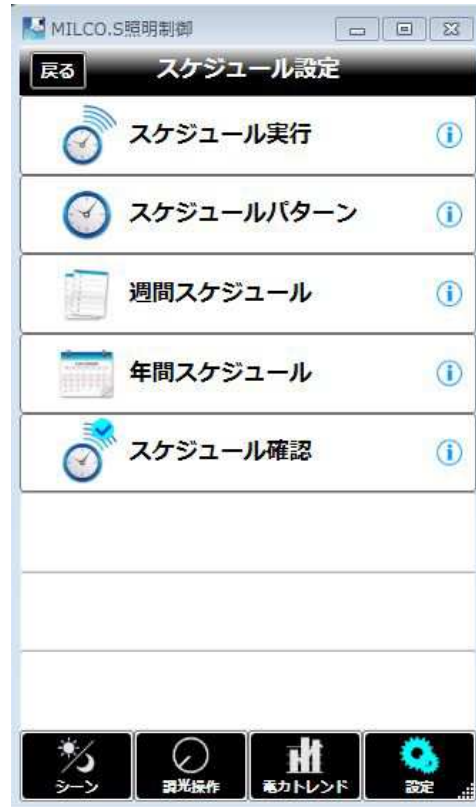 MILCO.S照明制御
戻る スケジュール設定
スケジュール実行
スケジュールパターン
週間スケジュール
年間スケジュール
スケジュール確認
シーン 調光操作 電力トレンド 設定